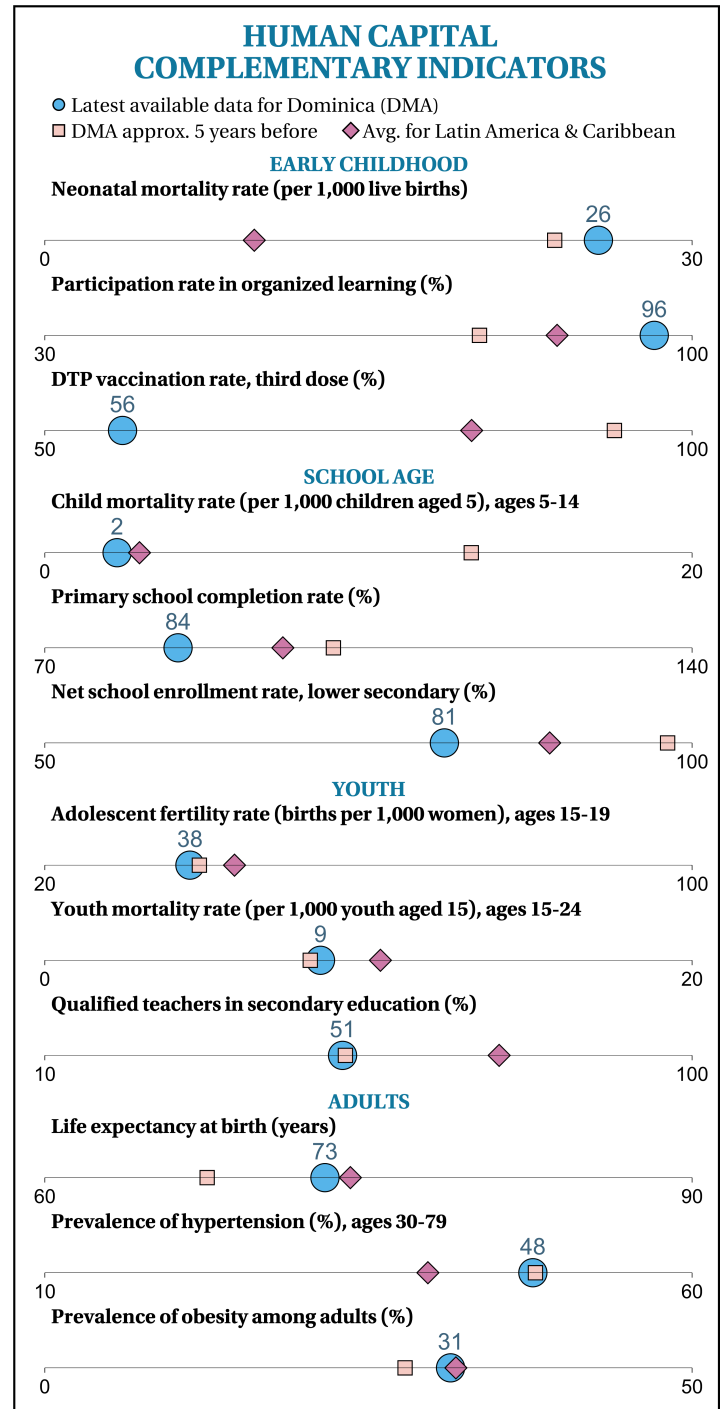 HUMAN CAPITAL
COMPLEMENTARY INDICATORS
Latest available data for Dominica (DMA)
DMA approx. 5 years before Avg. for Latin America & Caribbean
EARLY CHILDHOOD
Neonatal mortality rate (per 1,000 live births)
26
0 30
Participation rate in organized learning (%)
96
30 100
DTP vaccination rate, third dose (%)
56
50 100
SCHOOL AGE
Child mortality rate (per 1,000 children aged 5), ages 5-14
2
0 20
Primary school completion rate (%)
84
70 140
Net school enrollment rate, lower secondary (%)
81
50 100
YOUTH
Adolescent fertility rate (births per 1,000 women), ages 15-19
38
20 100
Youth mortality rate (per 1,000 youth aged 15), ages 15-24
9
0 20
Qualified teachers in secondary education (%)
51
10 100
ADULTS
Life expectancy at birth (years)
73
60 90
Prevalence of hypertension (%), ages 30-79
48
10 60
Prevalence of obesity among adults (%)
31
0 50